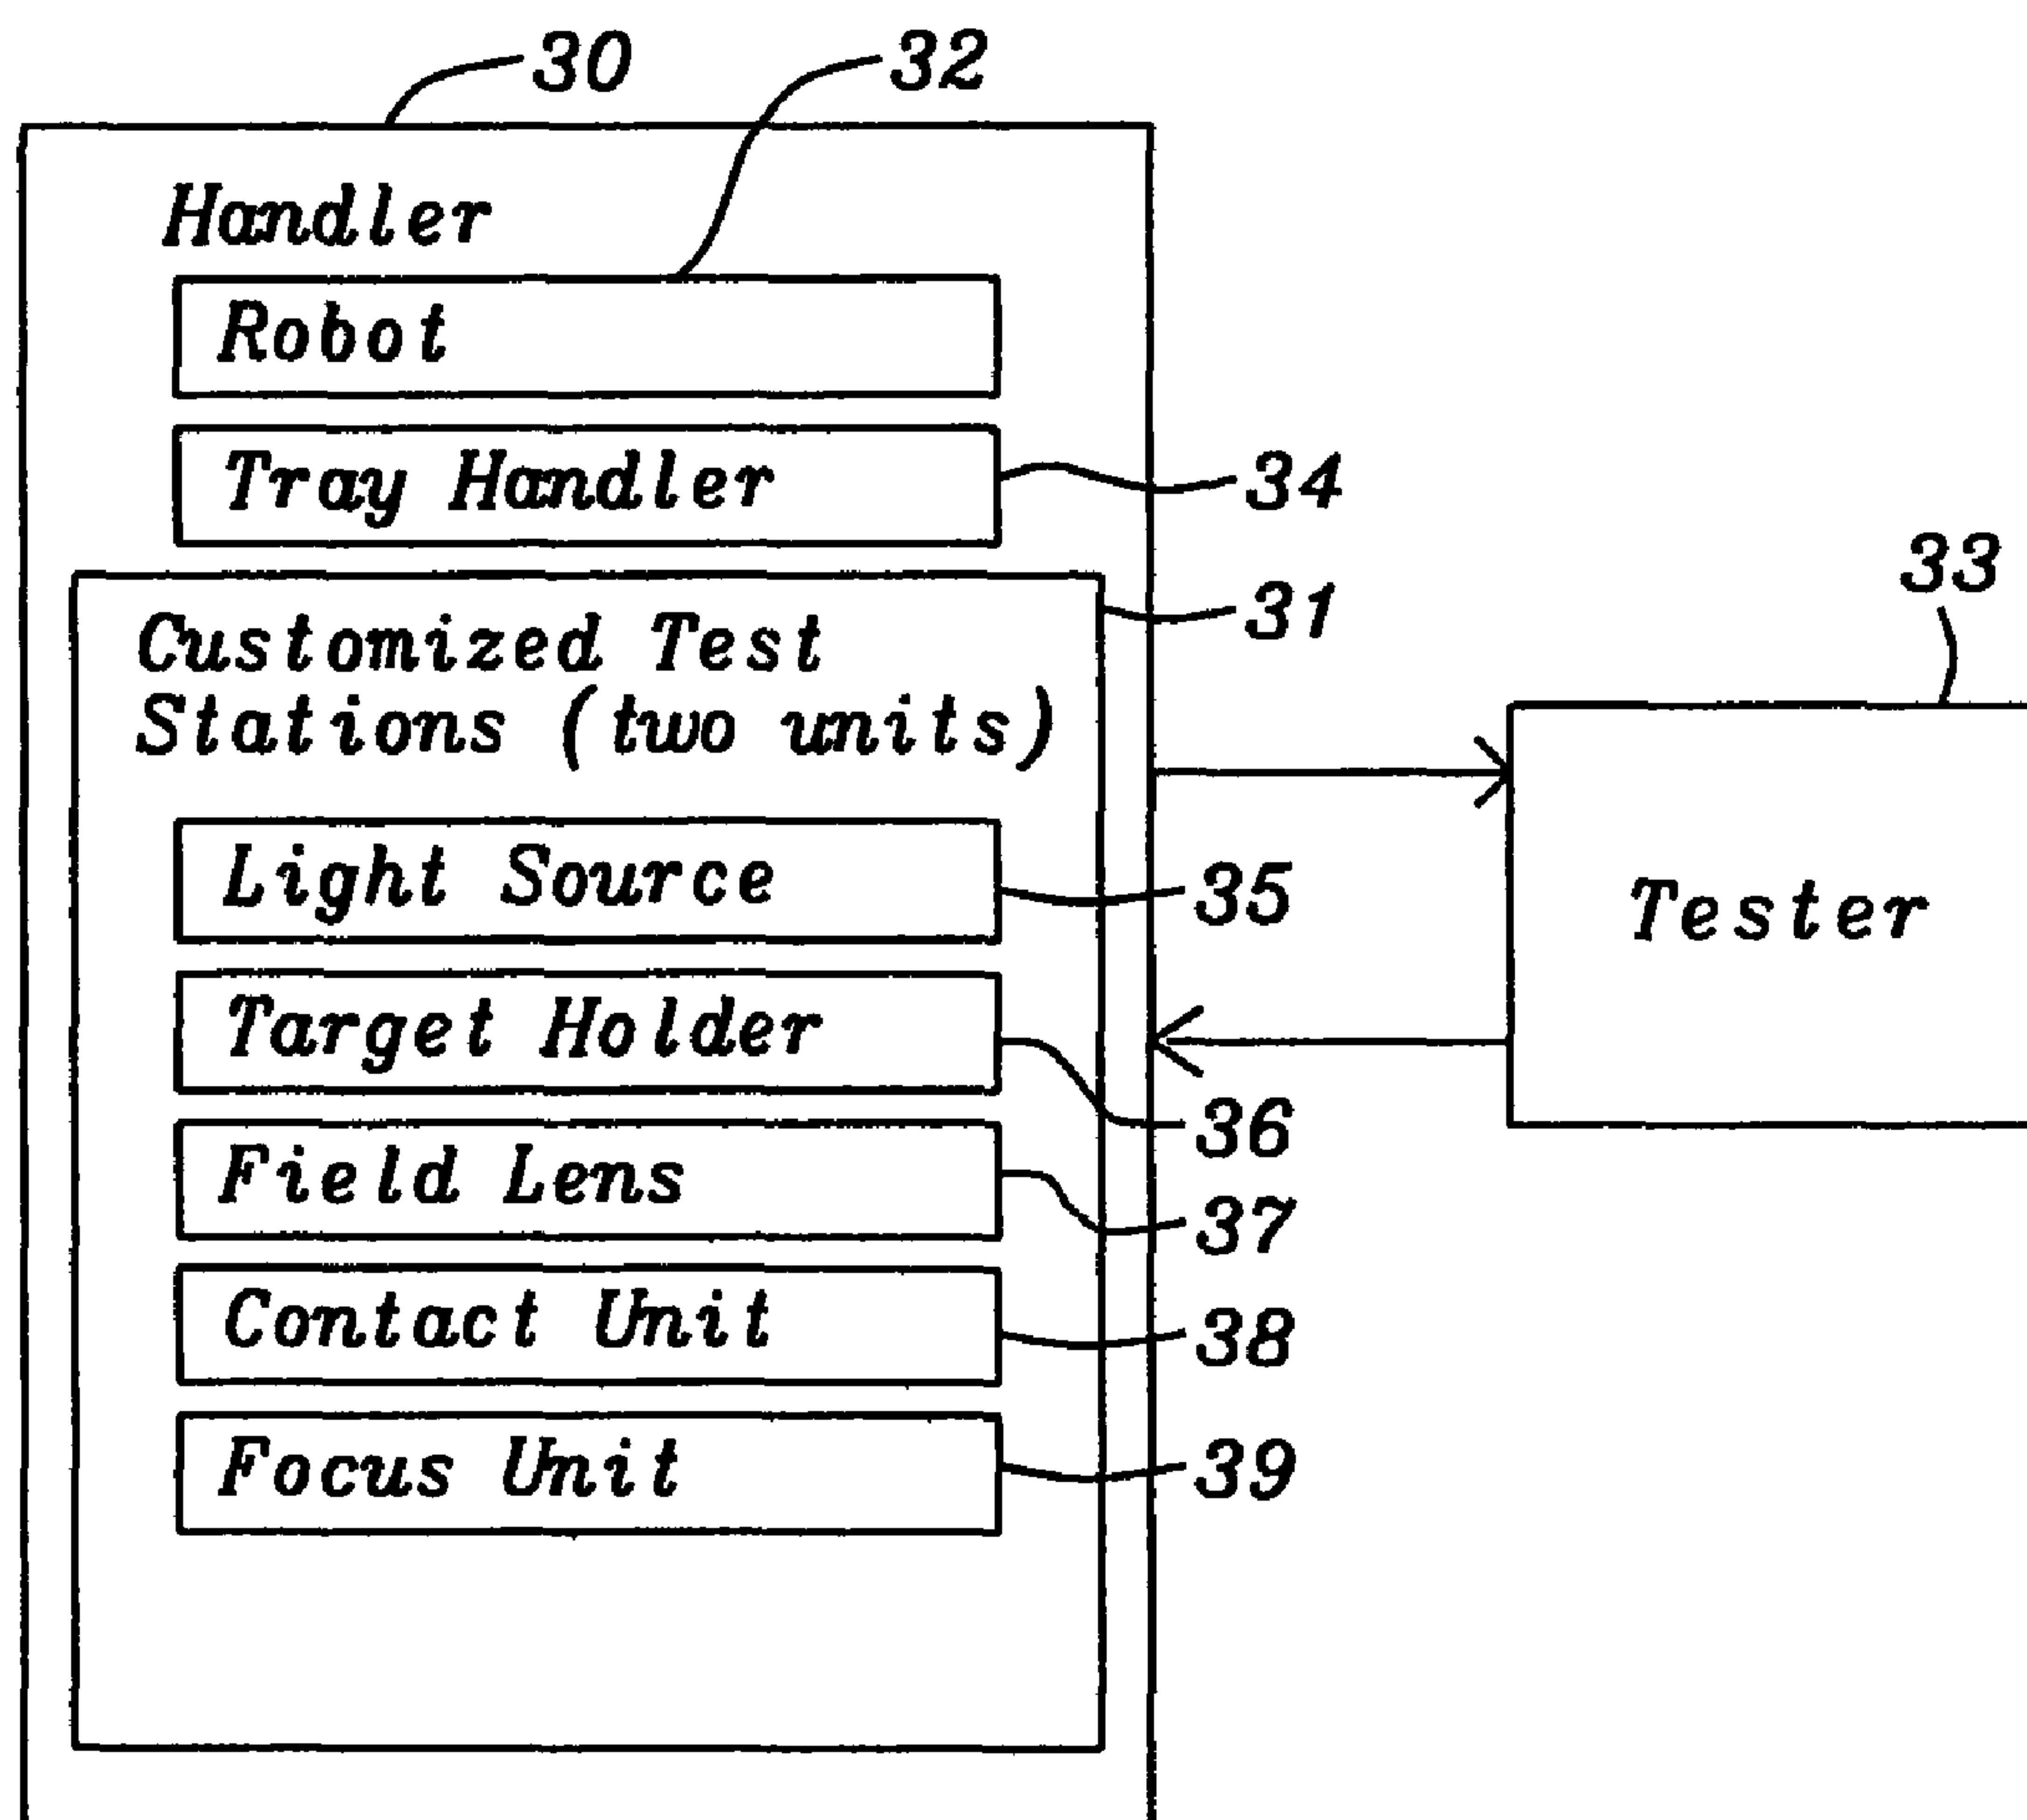 30
32
Handler
Robot
Tray Handler
34
33
31
Customized Test
Stations (two units)
Light Source
35
Tester
Target Holder
36
Field Lens
37
Contact Unit
38
Focus Unit
39